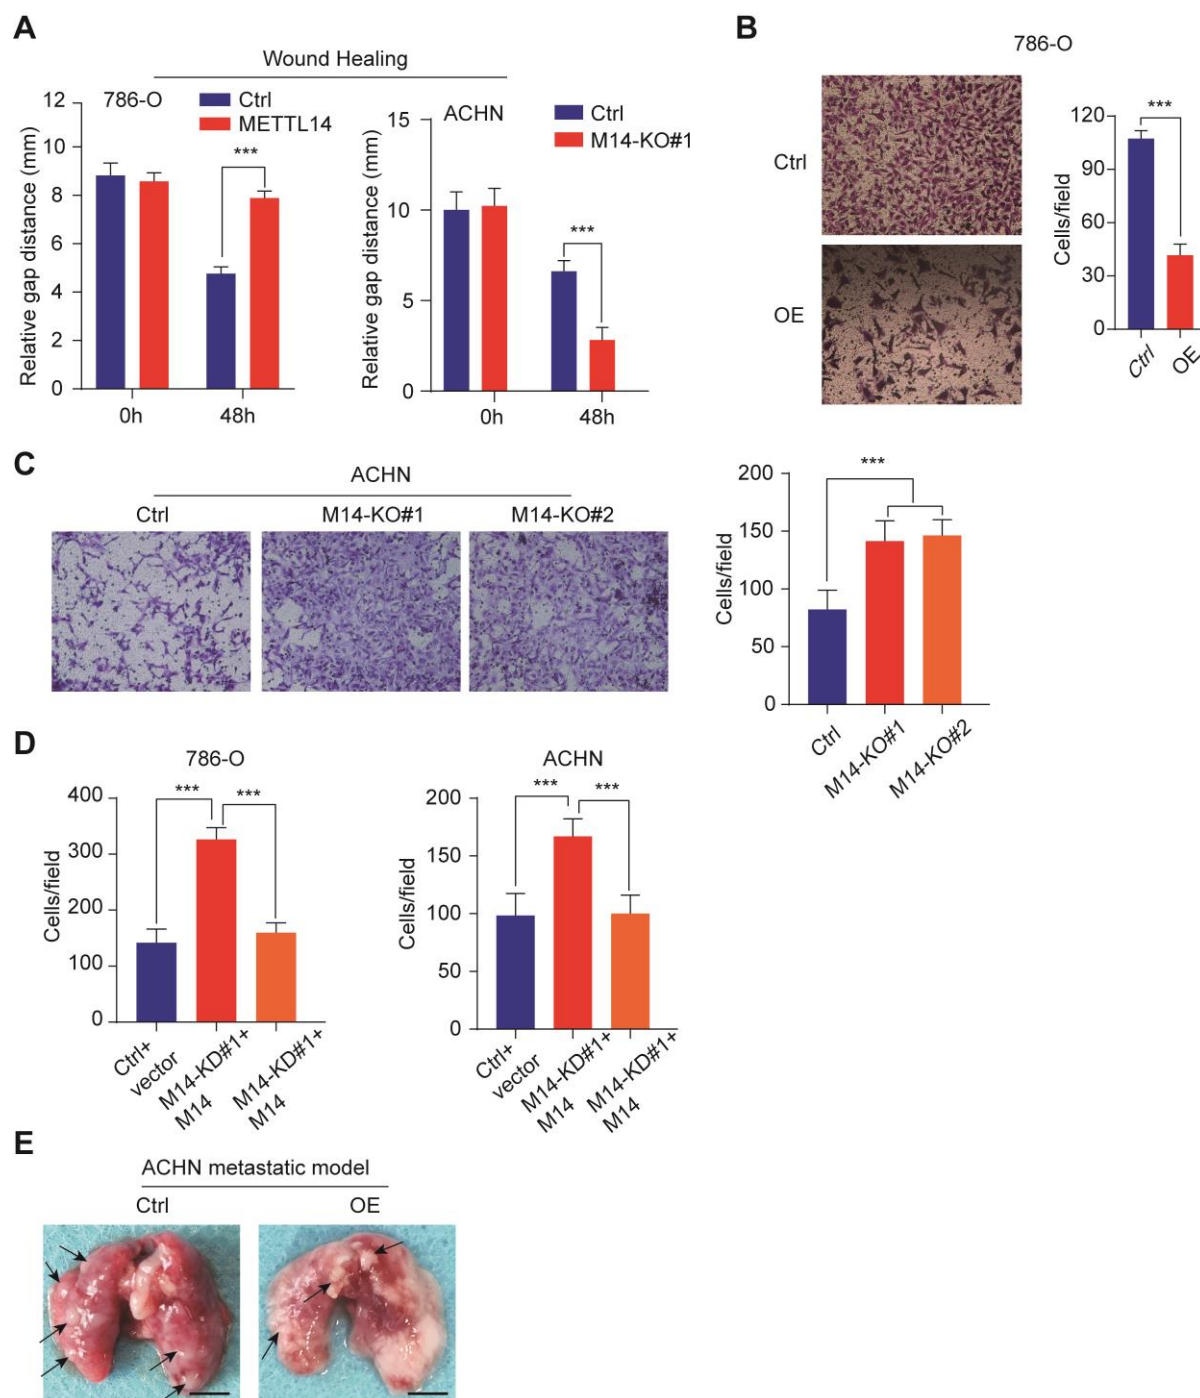 A
Wound Healing
786-O
Ctrl
METTL14
Relative gap distance (mm)
12
10
8
6
4
2
0
0h
48h
***
ACHN
Ctrl
M14-KO#1
Relative gap distance (mm)
15
10
5
0
0h
48h
***
B
786-O
Ctrl
OE
Cells/field
120
90
60
30
0
***
Ctrl
OE
C
ACHN
Ctrl
M14-KO#1
M14-KO#2
Cells/field
200
150
100
50
0
***
Ctrl
M14-KO#1
M14-KO#2
D
786-O
Cells/field
400
300
200
100
0
***
***
Ctrl+
vector
M14-KD#1+
M14
M14-KD#1+
M14
ACHN
Cells/field
200
150
100
50
0
***
***
Ctrl+
vector
M14-KD#1+
M14
M14-KD#1+
M14
E
ACHN metastatic model
Ctrl
OE